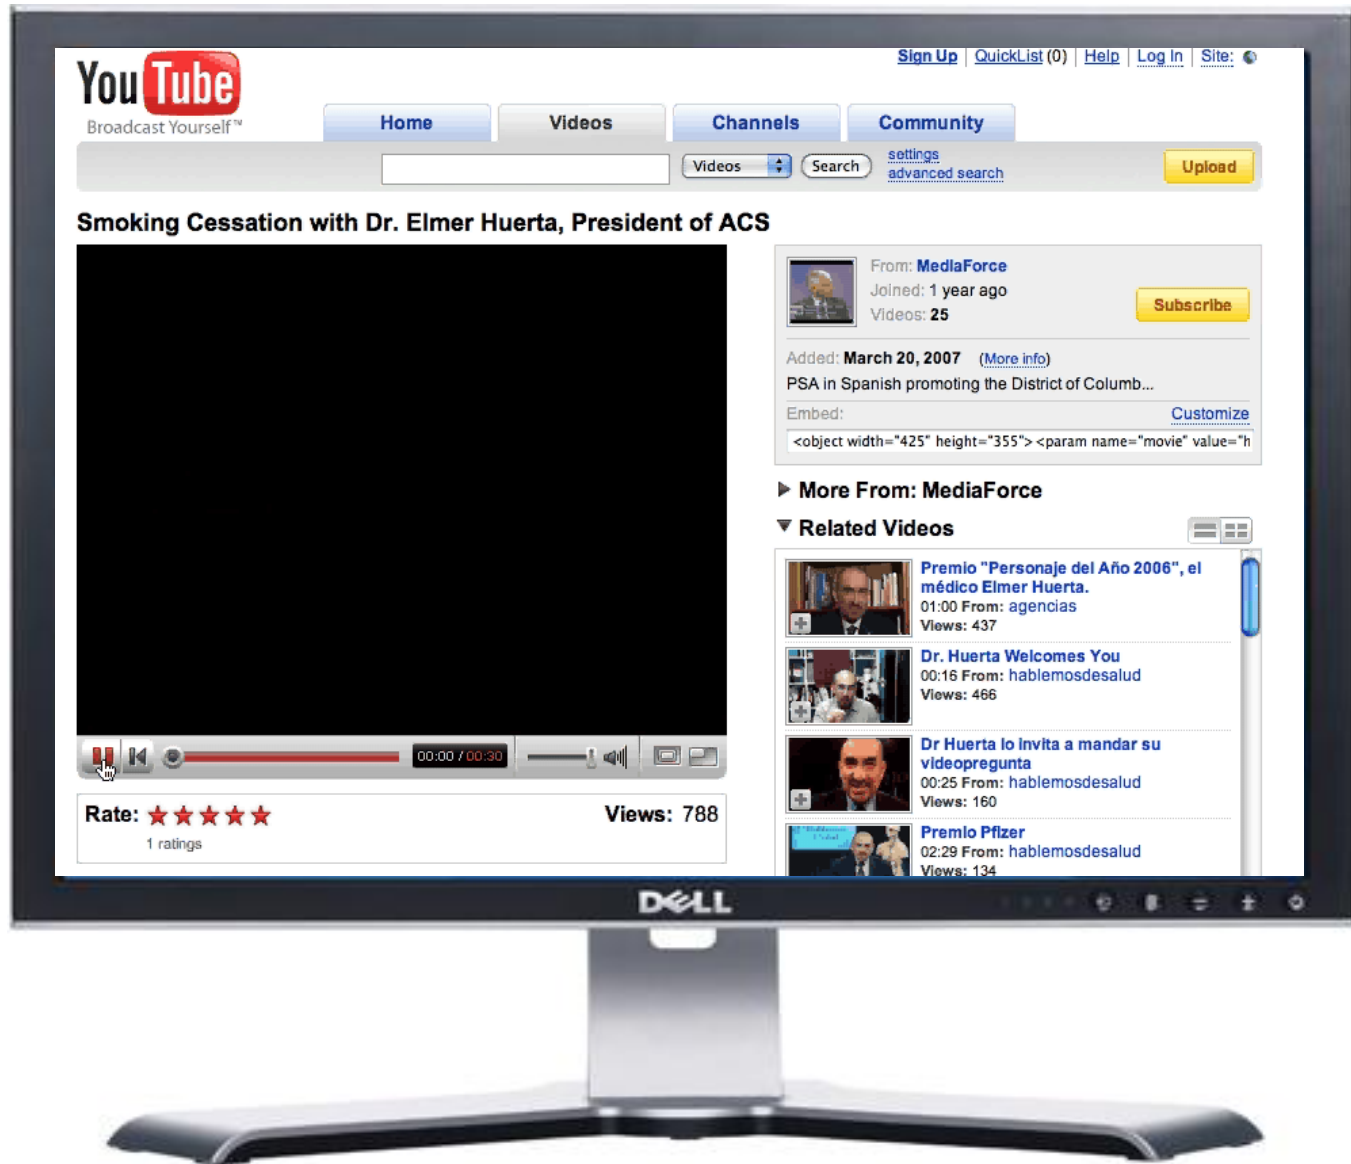 Sign Up QuickList (0) Help Log In Site:
YouTube
Broadcast Yourself™
Home Videos Channels Community
Videos Search settings
advanced search
Upload
Smoking Cessation with Dr. Elmer Huerta, President of ACS
From: MediaForce
Joined: 1 year ago
Videos: 25
Subscribe
Added: March 20, 2007 (More info)
PSA in Spanish promoting the District of Columb...
Embed: Customize
<object width="425" height="355"> <param name="movie" value="h
More From: MediaForce
Related Videos
Premio "Personaje del Año 2006", el
médico Elmer Huerta.
01:00 From: agencias
Views: 437
Dr. Huerta Welcomes You
00:16 From: hablemosdesalud
Views: 466
Dr Huerta lo invita a mandar su
videopregunta
00:25 From: hablemosdesalud
Views: 160
Premio Pfizer
02:29 From: hablemosdesalud
Views: 134
00:00 / 00:30
Rate: Views: 788
1 ratings
DELL